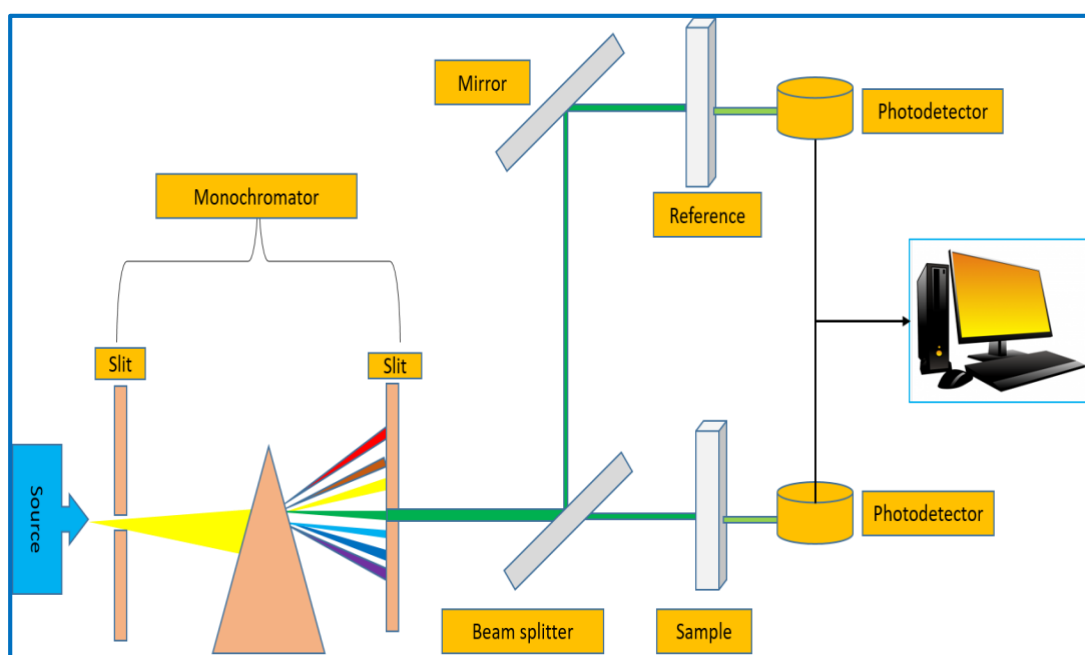 Mirror
Photodetector
Monochromator
Reference
Slit
Slit
Source
Photodetector
Beam splitter
Sample